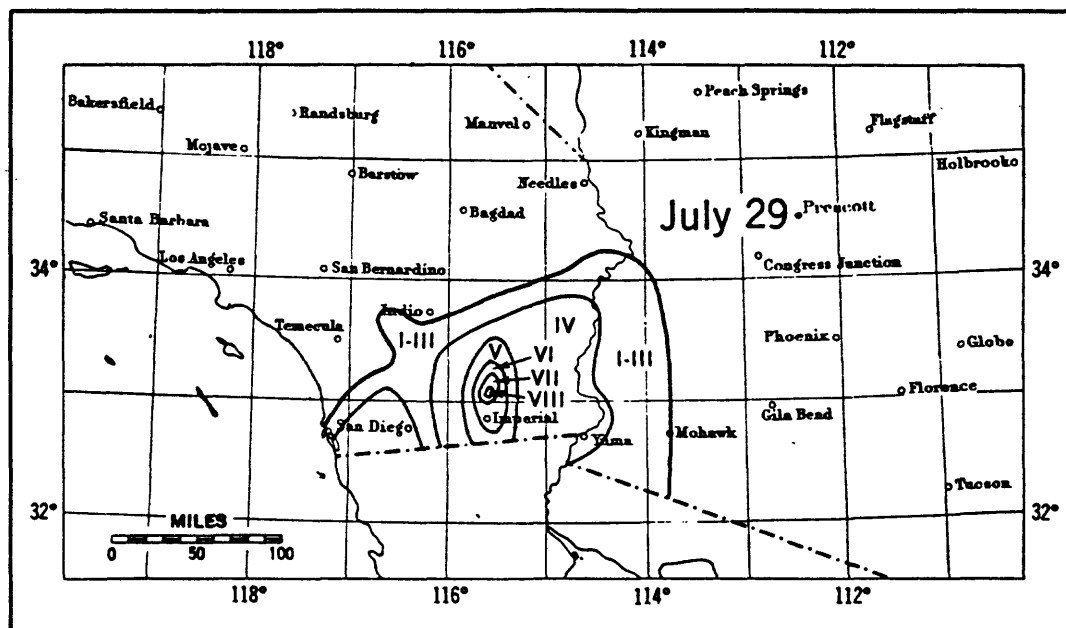 118° 116° 114° 112°
Bakersfield Randsburg Manvel Peach Springs
Kingman Flagstaff
Mojave Barstow Needles Holbrook
Santa Barbara Bagdad July 29 Prescott
Los Angeles San Bernardino Congress Junction
34° 34°
Indio
Temecula I-III IV I-III Phoenix Globe
V VI
VII
VIII Florence
San Diego Imperial Yuma Mohawk Gila Bead
Tucson
32° 32°
MILES
0 50 100
118° 116° 114° 112°